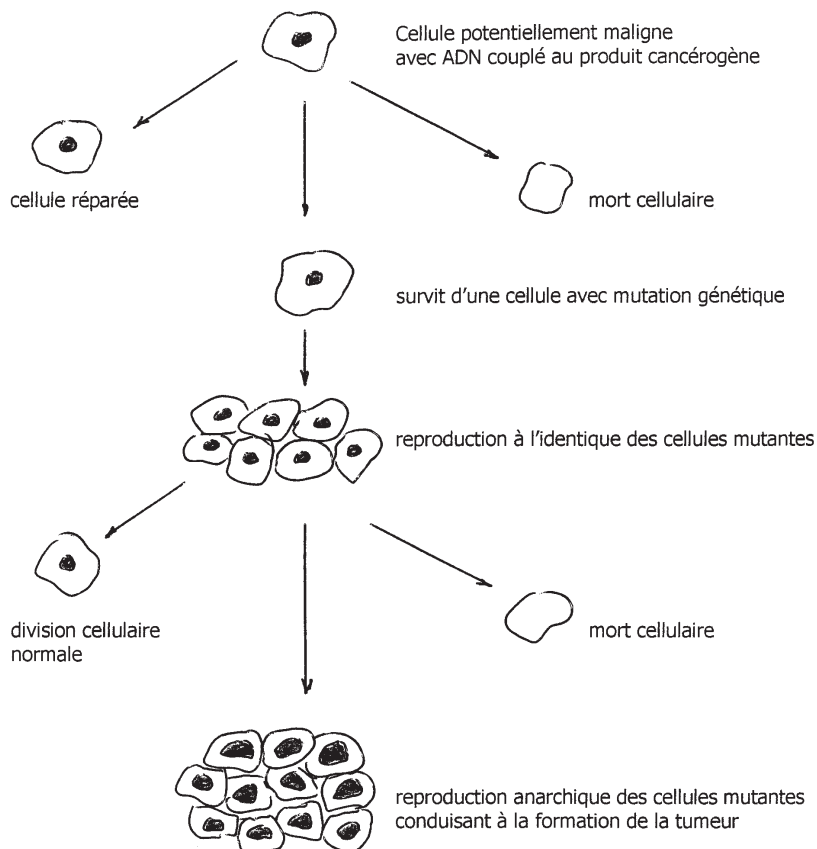 Cellule potentiellement maligne
avec ADN couplé au produit cancérogène
cellule réparée
mort cellulaire
survit d'une cellule avec mutation génétique
reproduction à l'identique des cellules mutantes
division cellulaire
normale
mort cellulaire
reproduction anarchique des cellules mutantes
conduisant à la formation de la tumeur